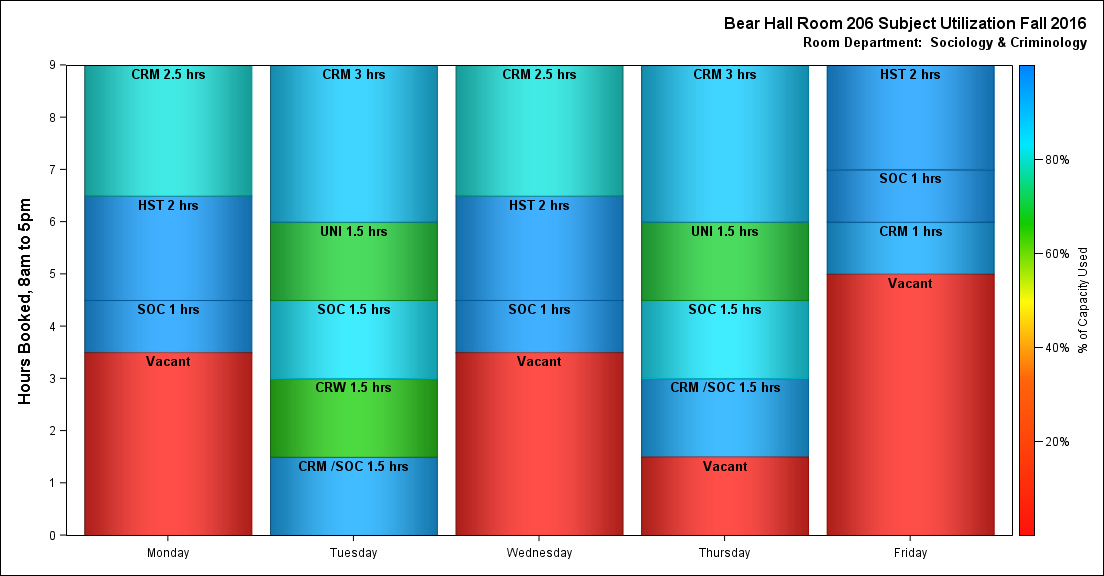 Bear Hall Room 206 Subject Utilization Fall 2016
Room Department:  Sociology & Criminology
Hours Booked, 8am to 5pm
9
8
7
6
5
4
3
2
1
0
CRM 2.5 hrs
HST 2 hrs
SOC 1 hrs
Vacant
Monday
CRM 3 hrs
UNI 1.5 hrs
SOC 1.5 hrs
CRW 1.5 hrs
CRM /SOC 1.5 hrs
Tuesday
CRM 2.5 hrs
HST 2 hrs
SOC 1 hrs
Vacant
Wednesday
CRM 3 hrs
UNI 1.5 hrs
SOC 1.5 hrs
CRM /SOC 1.5 hrs
Vacant
Thursday
HST 2 hrs
SOC 1 hrs
CRM 1 hrs
Vacant
Friday
80%
60%
40%
20%
% of Capacity Used